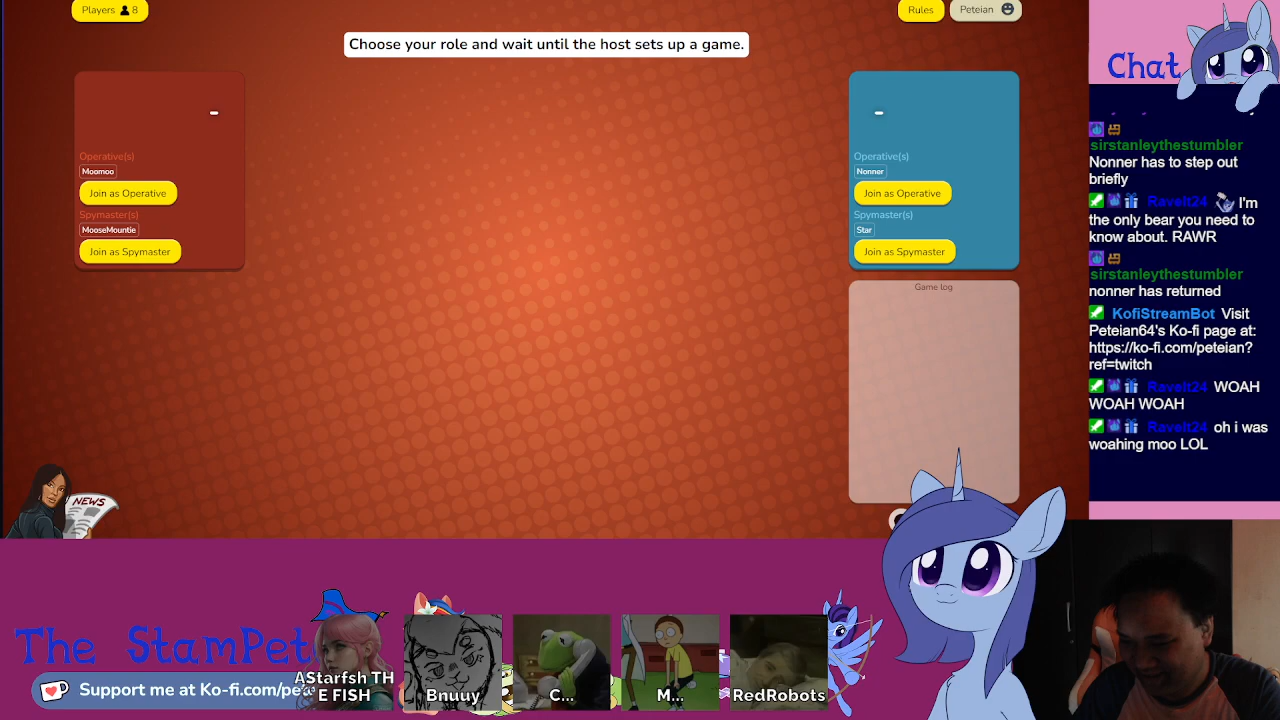 Players 8
Rules
Peteian
Choose your role and wait until the host sets up a game.
-
Operative(s)
Moomoo
Join as Operative
Spymaster(s)
MooseMountie
Join as Spymaster
-
Operative(s)
Nonner
Join as Operative
Spymaster(s)
Star
Join as Spymaster
Game log
NEWS
Chat
sirstanleythestumbler
Nonner has to step out
briefly
Ravelt24 I'm
the only bear you need to
know about. RAWR
sirstanleythestumbler
nonner has returned
KofiStreamBot Visit
Peteian64's Ko-fi page at:
https://ko-fi.com/peteian?
ref=twitch
Ravelt24 WOAH
WOAH WOAH
Ravelt24 oh i was
woahing moo LOL
The StamPet
Support me at Ko-fi.com/pe
AStarfsh TH
E FISH
Bnuuy
C...
M...
RedRobots